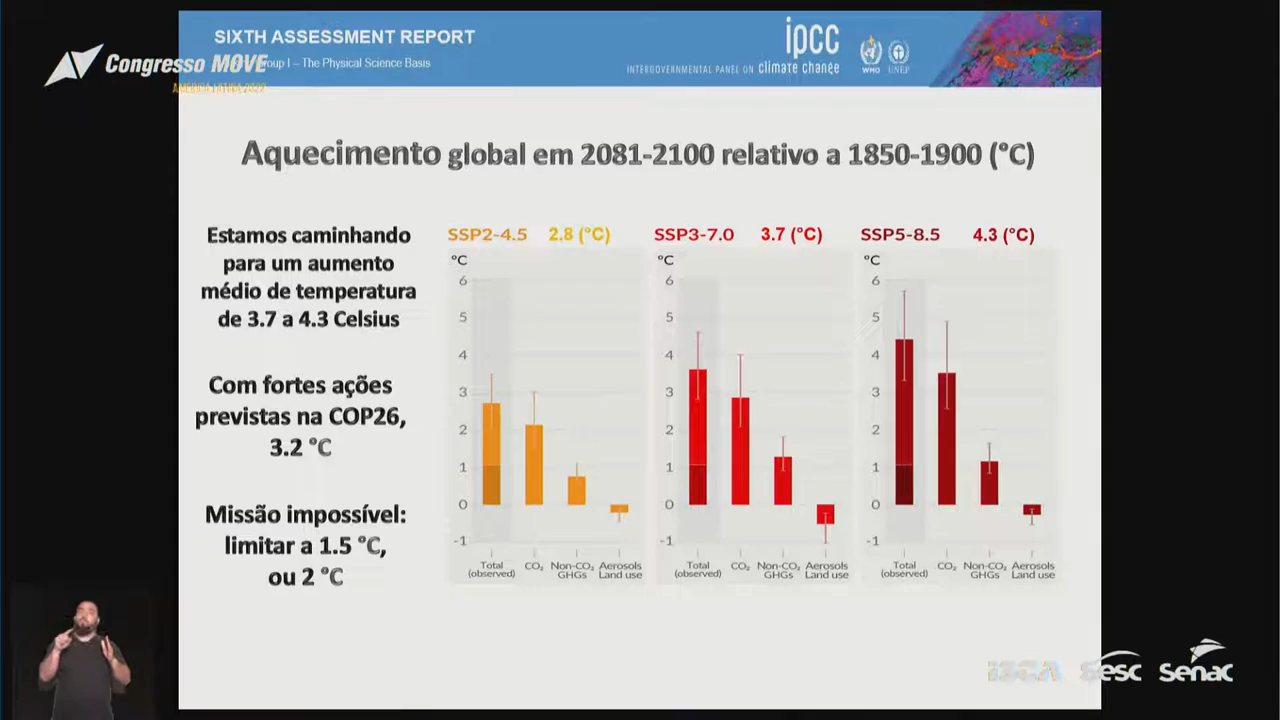 SIXTH ASSESSMENT REPORT
Group I – The Physical Science Basis
Congresso MOVE
AMÉRICA LATINA 2022
ipcc
INTERGOVERNMENTAL PANEL ON climate change
WMO
UNEP
Aquecimento global em 2081-2100 relativo a 1850-1900 (°C)
Estamos caminhando
para um aumento
médio de temperatura
de 3.7 a 4.3 Celsius
Com fortes ações
previstas na COP26,
3.2 °C
Missão impossível:
limitar a 1.5 °C,
ou 2 °C
SSP2-4.5 2.8 (°C)
°C
6
5
4
3
2
1
0
-1
Total
(observed)
CO₂
Non-CO₂
GHGs
Aerosols
Land use
SSP3-7.0 3.7 (°C)
°C
6
5
4
3
2
1
0
-1
Total
(observed)
CO₂
Non-CO₂
GHGs
Aerosols
Land use
SSP5-8.5 4.3 (°C)
°C
6
5
4
3
2
1
0
-1
Total
(observed)
CO₂
Non-CO₂
GHGs
Aerosols
Land use
ISCA
Sesc
Senac